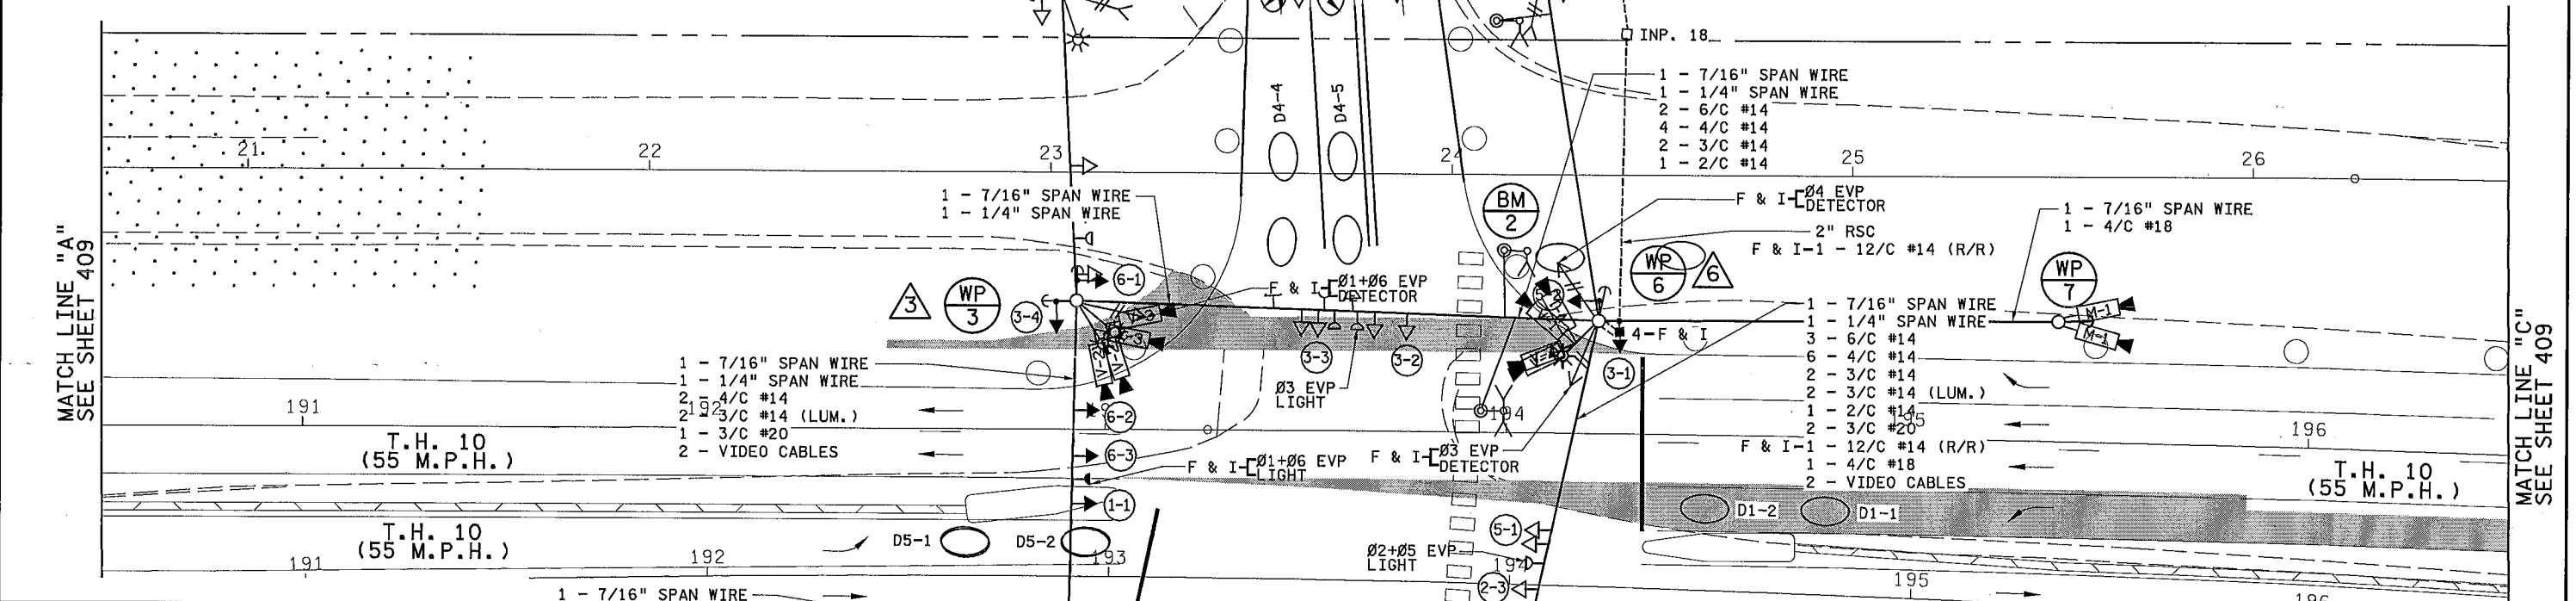 INP. 18
1 - 7/16" SPAN WIRE
1 - 1/4" SPAN WIRE
2 - 6/C #14
4 - 4/C #14
2 - 3/C #14
1 - 2/C #14
D4-4
D4-5
21
22
23
24
25
26
1 - 7/16" SPAN WIRE
1 - 1/4" SPAN WIRE
BM
2
F & I
Ø4 EVP
DETECTOR
2" RSC
F & I-1 - 12/C #14 (R/R)
1 - 7/16" SPAN WIRE
1 - 4/C #18
MATCH LINE "A"
SEE SHEET 409
3
WP
3
3-4
6-1
F & I
Ø1+Ø6 EVP
DETECTOR
WP
6
6
WP
7
M-1
M-1
1 - 7/16" SPAN WIRE
1 - 1/4" SPAN WIRE
3 - 6/C #14
6 - 4/C #14
2 - 3/C #14
2 - 3/C #14 (LUM.)
1 - 2/C #14
2 - 3/C #20
F & I-1 - 12/C #14 (R/R)
1 - 4/C #18
2 - VIDEO CABLES
4-F & I
3-3
3-2
3-1
Ø3 EVP
LIGHT
1 - 7/16" SPAN WIRE
1 - 1/4" SPAN WIRE
2 - 4/C #14
2 - 3/C #14 (LUM.)
1 - 3/C #20
2 - VIDEO CABLES
191
192
194
195
196
6-2
6-3
1-1
T.H. 10
(55 M.P.H.)
F & I
Ø1+Ø6 EVP
LIGHT
F & I
Ø3 EVP
DETECTOR
T.H. 10
(55 M.P.H.)
MATCH LINE "C"
SEE SHEET 409
D1-2
D1-1
T.H. 10
(55 M.P.H.)
D5-1
D5-2
5-1
Ø2+Ø5 EVP
LIGHT
2-3
191
192
193
194
195
196
1 - 7/16" SPAN WIRE